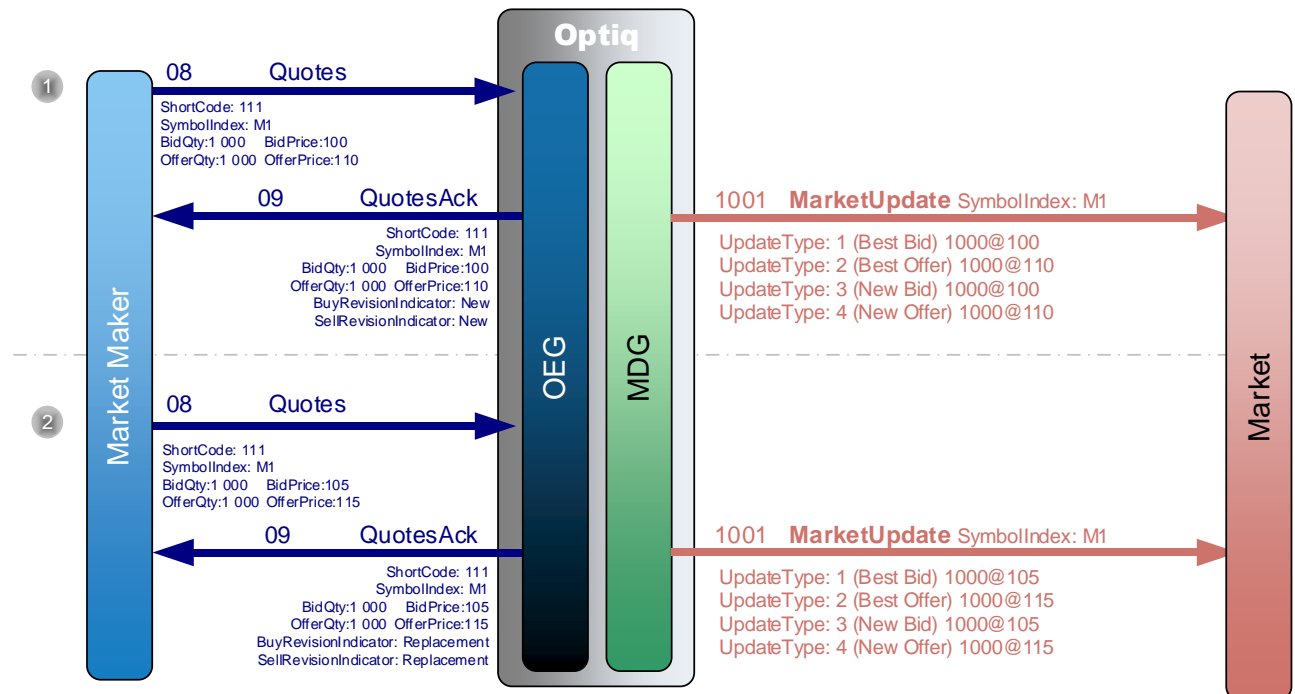 Optiq
1
08 Quotes
ShortCode: 111
SymbolIndex: M1
BidQty:1 000 BidPrice:100
OfferQty:1 000 OfferPrice:110
09 QuotesAck
ShortCode: 111
SymbolIndex: M1
BidQty:1 000 BidPrice:100
OfferQty:1 000 OfferPrice:110
BuyRevisionIndicator: New
SellRevisionIndicator: New
1001 MarketUpdate SymbolIndex: M1
UpdateType: 1 (Best Bid) 1000@100
UpdateType: 2 (Best Offer) 1000@110
UpdateType: 3 (New Bid) 1000@100
UpdateType: 4 (New Offer) 1000@110
Market Maker
OEG
MDG
Market
2
08 Quotes
ShortCode: 111
SymbolIndex: M1
BidQty:1 000 BidPrice:105
OfferQty:1 000 OfferPrice:115
09 QuotesAck
ShortCode: 111
SymbolIndex: M1
BidQty:1 000 BidPrice:105
OfferQty:1 000 OfferPrice:115
BuyRevisionIndicator: Replacement
SellRevisionIndicator: Replacement
1001 MarketUpdate SymbolIndex: M1
UpdateType: 1 (Best Bid) 1000@105
UpdateType: 2 (Best Offer) 1000@115
UpdateType: 3 (New Bid) 1000@105
UpdateType: 4 (New Offer) 1000@115